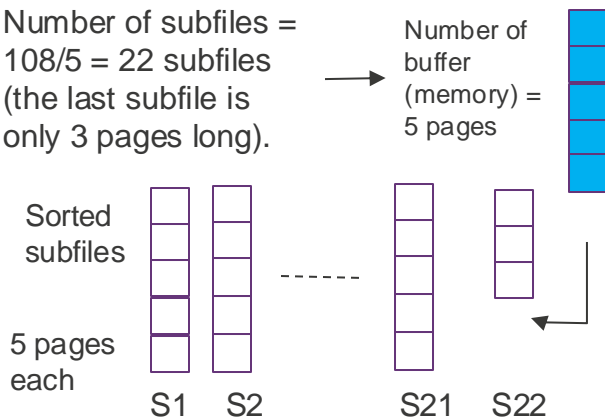 Number of subfiles =
108/5 = 22 subfiles
(the last subfile is
only 3 pages long).
Number of
buffer
(memory) =
5 pages
Sorted
subfiles
5 pages
each
S1 S2 S21 S22